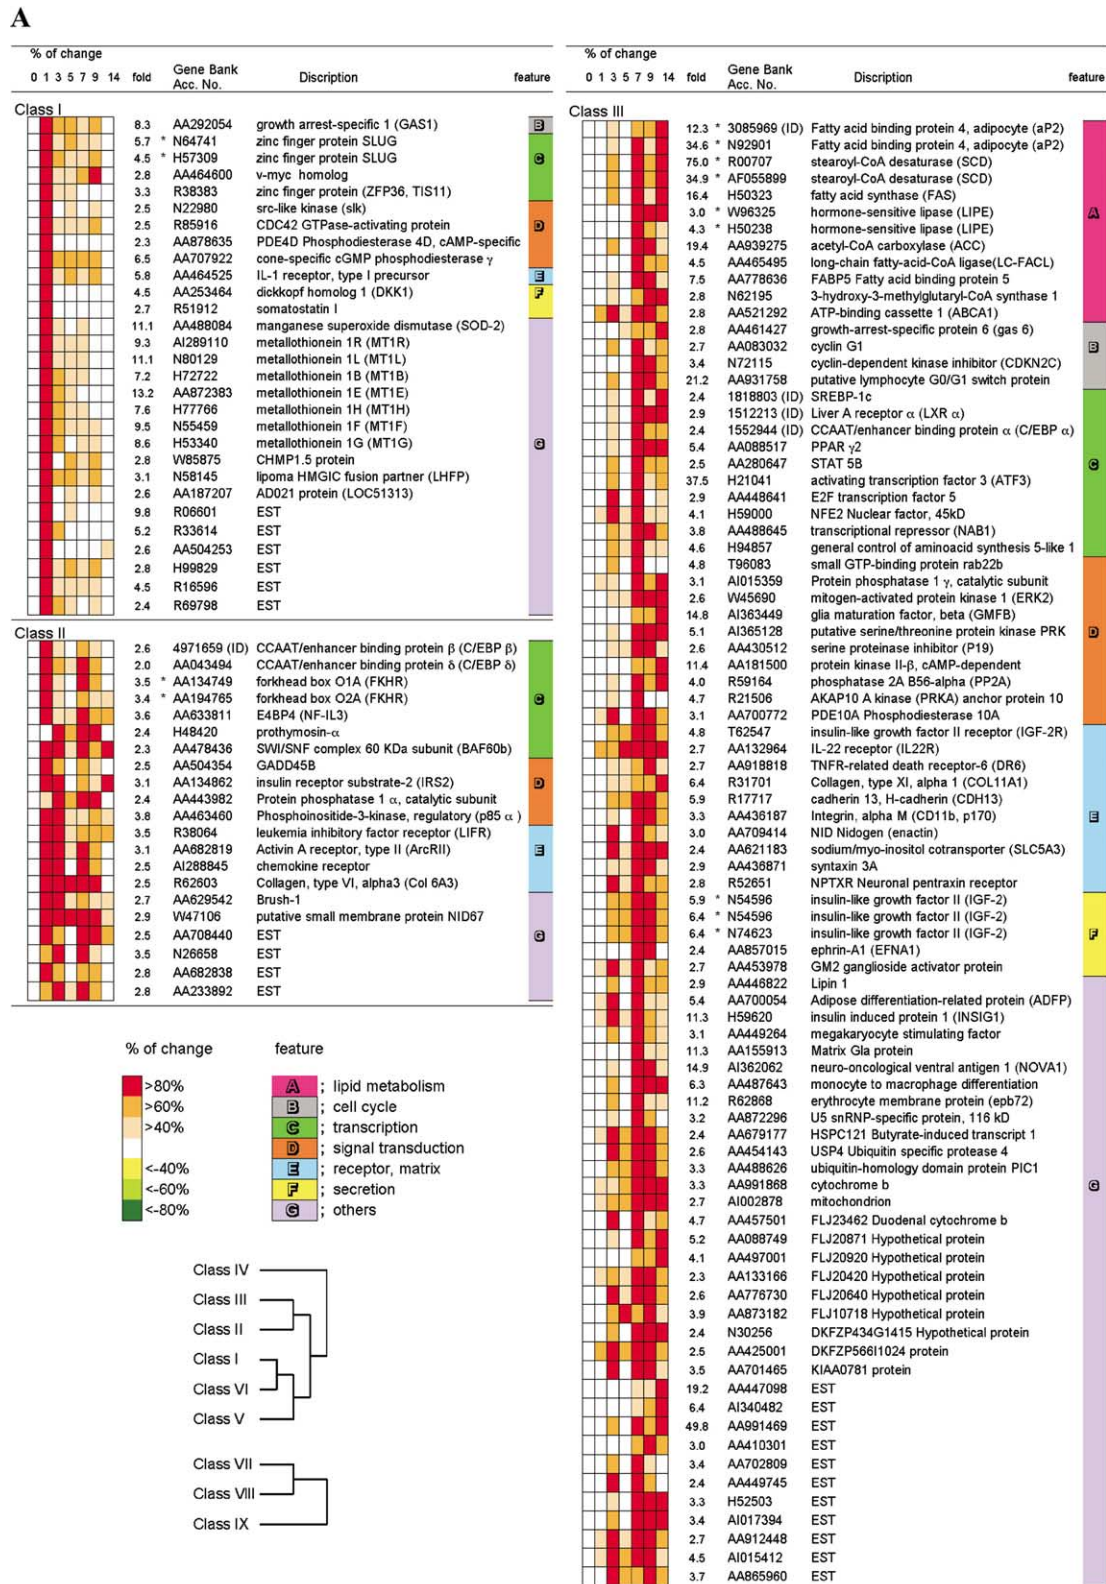 A
% of change
0 1 3 5 7 9 14 fold Gene Bank Acc. No. Discription feature
Class I
8.3 AA292054 growth arrest-specific 1 (GAS1) B
5.7 * N64741 zinc finger protein SLUG
4.5 * H57309 zinc finger protein SLUG C
2.8 AA464600 v-myc homolog
3.3 R38383 zinc finger protein (ZFP36, TIS11)
2.5 N22980 src-like kinase (slk)
2.5 R85916 CDC42 GTPase-activating protein D
2.3 AA878635 PDE4D Phosphodiesterase 4D, cAMP-specific
6.5 AA707922 cone-specific cGMP phosphodiesterase γ
5.8 AA464525 IL-1 receptor, type I precursor E
4.5 AA253464 dickkopf homolog 1 (DKK1) F
2.7 R51912 somatostatin I
11.1 AA488084 manganese superoxide dismutase (SOD-2)
9.3 AI289110 metallothionein 1R (MT1R)
11.1 N80129 metallothionein 1L (MT1L)
7.2 H72722 metallothionein 1B (MT1B)
13.2 AA872383 metallothionein 1E (MT1E)
7.6 H77766 metallothionein 1H (MT1H)
9.5 N55459 metallothionein 1F (MT1F)
8.6 H53340 metallothionein 1G (MT1G) G
2.8 W85875 CHMP1.5 protein
3.1 N58145 lipoma HMGIC fusion partner (LHFP)
2.6 AA187207 AD021 protein (LOC51313)
9.8 R06601 EST
5.2 R33614 EST
2.6 AA504253 EST
2.8 H99829 EST
4.5 R16596 EST
2.4 R69798 EST
Class II
2.6 4971659 (ID) CCAAT/enhancer binding protein β (C/EBP β)
2.0 AA043494 CCAAT/enhancer binding protein δ (C/EBP δ)
3.5 * AA134749 forkhead box O1A (FKHR)
3.4 * AA194765 forkhead box O2A (FKHR) C
3.6 AA633811 E4BP4 (NF-IL3)
2.4 H48420 prothymosin-α
2.3 AA478436 SWI/SNF complex 60 KDa subunit (BAF60b)
2.5 AA504354 GADD45B
3.1 AA134862 insulin receptor substrate-2 (IRS2) D
2.4 AA443982 Protein phosphatase 1 α, catalytic subunit
3.8 AA463460 Phosphoinositide-3-kinase, regulatory (p85 α )
3.5 R38064 leukemia inhibitory factor receptor (LIFR)
3.1 AA682819 Activin A receptor, type II (ArcRII) E
2.5 AI288845 chemokine receptor
2.5 R62603 Collagen, type VI, alpha3 (Col 6A3)
2.7 AA629542 Brush-1
2.9 W47106 putative small membrane protein NID67
2.5 AA708440 EST G
3.5 N26658 EST
2.8 AA682838 EST
2.8 AA233892 EST
% of change
>80%
>60%
>40%
<-40%
<-60%
<-80%
feature
A ; lipid metabolism
B ; cell cycle
C ; transcription
D ; signal transduction
E ; receptor, matrix
F ; secretion
G ; others
Class IV
Class III
Class II
Class I
Class VI
Class V
Class VII
Class VIII
Class IX
% of change
0 1 3 5 7 9 14 fold Gene Bank Acc. No. Discription feature
Class III
12.3 * 3085969 (ID) Fatty acid binding protein 4, adipocyte (aP2)
34.6 * N92901 Fatty acid binding protein 4, adipocyte (aP2)
75.0 * R00707 stearoyl-CoA desaturase (SCD)
34.9 * AF055899 stearoyl-CoA desaturase (SCD)
16.4 H50323 fatty acid synthase (FAS)
3.0 * W96325 hormone-sensitive lipase (LIPE) A
4.3 * H50238 hormone-sensitive lipase (LIPE)
19.4 AA939275 acetyl-CoA carboxylase (ACC)
4.5 AA465495 long-chain fatty-acid-CoA ligase(LC-FACL)
7.5 AA778636 FABP5 Fatty acid binding protein 5
2.8 N62195 3-hydroxy-3-methylglutaryl-CoA synthase 1
2.8 AA521292 ATP-binding cassette 1 (ABCA1)
2.8 AA461427 growth-arrest-specific protein 6 (gas 6)
2.7 AA083032 cyclin G1 B
3.4 N72115 cyclin-dependent kinase inhibitor (CDKN2C)
21.2 AA931758 putative lymphocyte G0/G1 switch protein
2.4 1818803 (ID) SREBP-1c
2.9 1512213 (ID) Liver A receptor α (LXR α)
2.4 1552944 (ID) CCAAT/enhancer binding protein α (C/EBP α)
5.4 AA088517 PPAR γ2
2.5 AA280647 STAT 5B C
37.5 H21041 activating transcription factor 3 (ATF3)
2.9 AA448641 E2F transcription factor 5
4.1 H59000 NFE2 Nuclear factor, 45kD
3.8 AA488645 transcriptional repressor (NAB1)
4.6 H94857 general control of aminoacid synthesis 5-like 1
4.8 T96083 small GTP-binding protein rab22b
3.1 AI015359 Protein phosphatase 1 γ, catalytic subunit
2.6 W45690 mitogen-activated protein kinase 1 (ERK2)
14.8 AI363449 glia maturation factor, beta (GMFB)
5.1 AI365128 putative serine/threonine protein kinase PRK D
2.6 AA430512 serine proteinase inhibitor (P19)
11.4 AA181500 protein kinase II-β, cAMP-dependent
4.0 R59164 phosphatase 2A B56-alpha (PP2A)
4.7 R21506 AKAP10 A kinase (PRKA) anchor protein 10
3.1 AA700772 PDE10A Phosphodiesterase 10A
4.8 T62547 insulin-like growth factor II receptor (IGF-2R)
2.7 AA132964 IL-22 receptor (IL22R)
2.7 AA918818 TNFR-related death receptor-6 (DR6)
6.4 R31701 Collagen, type XI, alpha 1 (COL11A1)
5.9 R17717 cadherin 13, H-cadherin (CDH13)
3.3 AA436187 Integrin, alpha M (CD11b, p170) E
3.0 AA709414 NID Nidogen (enactin)
2.4 AA621183 sodium/myo-inositol cotransporter (SLC5A3)
2.9 AA436871 syntaxin 3A
2.8 R52651 NPTXR Neuronal pentraxin receptor
5.9 * N54596 insulin-like growth factor II (IGF-2)
6.4 * N54596 insulin-like growth factor II (IGF-2)
6.4 * N74623 insulin-like growth factor II (IGF-2) F
2.4 AA857015 ephrin-A1 (EFNA1)
2.7 AA453978 GM2 ganglioside activator protein
2.9 AA446822 Lipin 1
5.4 AA700054 Adipose differentiation-related protein (ADFP)
11.3 H59620 insulin induced protein 1 (INSIG1)
3.1 AA449264 megakaryocyte stimulating factor
11.3 AA155913 Matrix Gla protein
14.9 AI362062 neuro-oncological ventral antigen 1 (NOVA1)
6.3 AA487643 monocyte to macrophage differentiation
11.2 R62868 erythrocyte membrane protein (epb72)
3.2 AA872296 U5 snRNP-specific protein, 116 kD
2.4 AA679177 HSPC121 Butyrate-induced transcript 1
2.6 AA454143 USP4 Ubiquitin specific protease 4
3.3 AA488626 ubiquitin-homology domain protein PIC1
3.3 AA991868 cytochrome b G
2.7 AI002878 mitochondrion
4.7 AA457501 FLJ23462 Duodenal cytochrome b
5.2 AA088749 FLJ20871 Hypothetical protein
4.1 AA497001 FLJ20920 Hypothetical protein
2.3 AA133166 FLJ20420 Hypothetical protein
2.6 AA776730 FLJ20640 Hypothetical protein
3.9 AA873182 FLJ10718 Hypothetical protein
2.4 N30256 DKFZP434G1415 Hypothetical protein
2.5 AA425001 DKFZP566I1024 protein
3.5 AA701465 KIAA0781 protein
19.2 AA447098 EST
6.4 AI340482 EST
49.8 AA991469 EST
3.0 AA410301 EST
3.4 AA702809 EST
2.4 AA449745 EST
3.3 H52503 EST
3.4 AI017394 EST
2.7 AA912448 EST
4.5 AI015412 EST
3.7 AA865960 EST